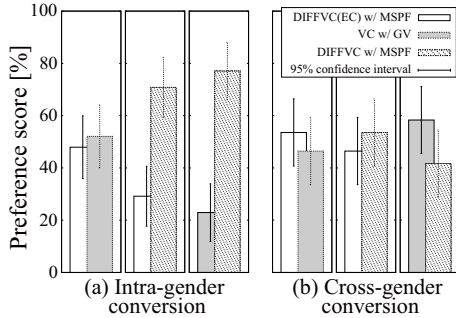 Preference score [%]
100
80
60
40
20
0
DIFFVC(EC) w/ MSPF
VC w/ GV
DIFFVC w/ MSPF
95% confidence interval
(a) Intra-gender
conversion
(b) Cross-gender
conversion